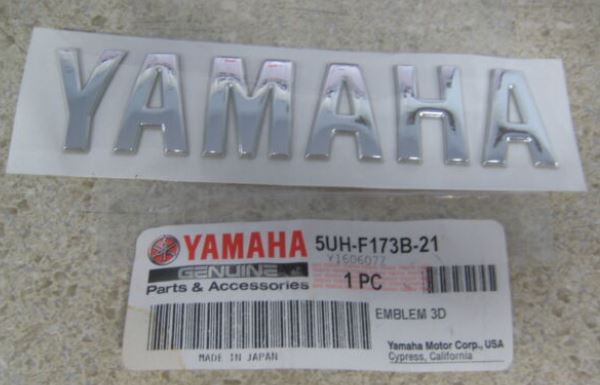 YAMAHA
YAMAHA 5UH-F173B-21
Y1606077
GENUINE
1 PC
Parts & Accessories
EMBLEM 3D
MADE IN JAPAN
Yamaha Motor Corp., USA
Cypress, California